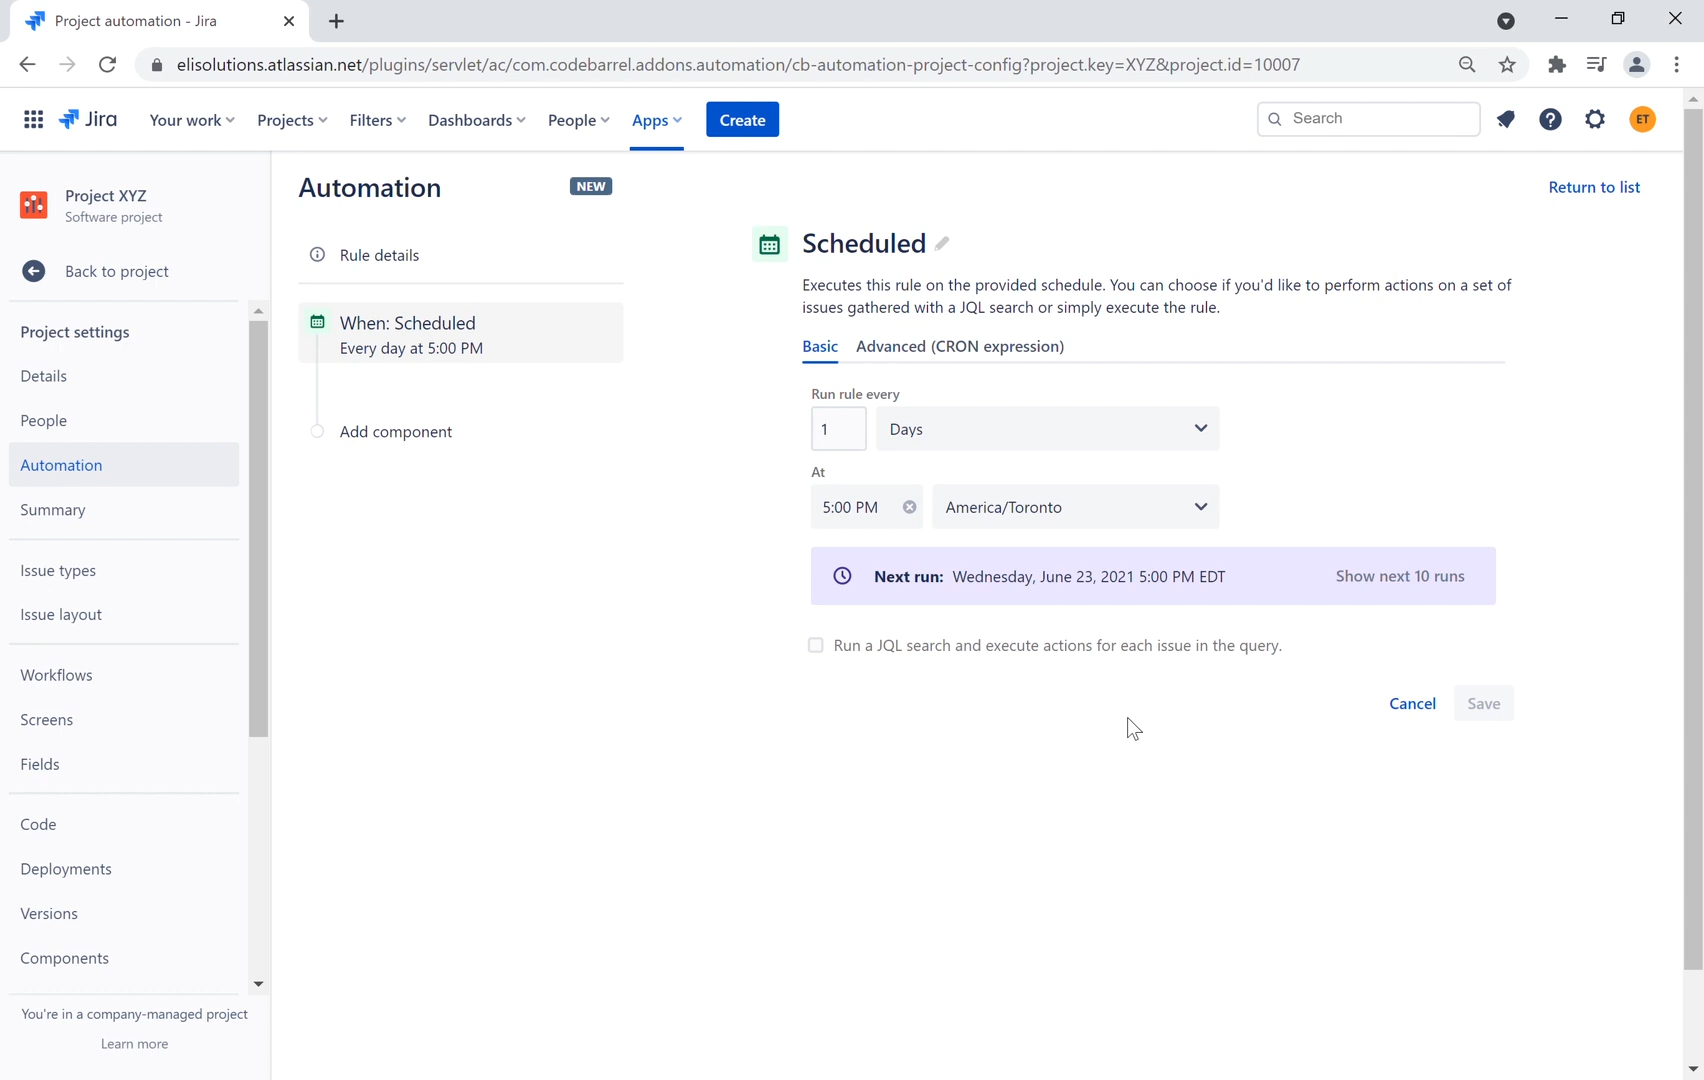 Project automation - Jira
elisolutions.atlassian.net/plugins/servlet/ac/com.codebarrel.addons.automation/cb-automation-project-config?project.key=XYZ&project.id=10007
Jira
Your work
Projects
Filters
Dashboards
People
Apps
Create
Search
ET
Project XYZ
Software project
Back to project
Project settings
Details
People
Automation
Summary
Issue types
Issue layout
Workflows
Screens
Fields
Code
Deployments
Versions
Components
You're in a company-managed project
Learn more
Automation
NEW
Return to list
Rule details
When: Scheduled
Every day at 5:00 PM
Add component
Scheduled
Executes this rule on the provided schedule. You can choose if you'd like to perform actions on a set of
issues gathered with a JQL search or simply execute the rule.
Basic
Advanced (CRON expression)
Run rule every
1
Days
At
5:00 PM
America/Toronto
Next run: Wednesday, June 23, 2021 5:00 PM EDT
Show next 10 runs
Run a JQL search and execute actions for each issue in the query.
Cancel
Save